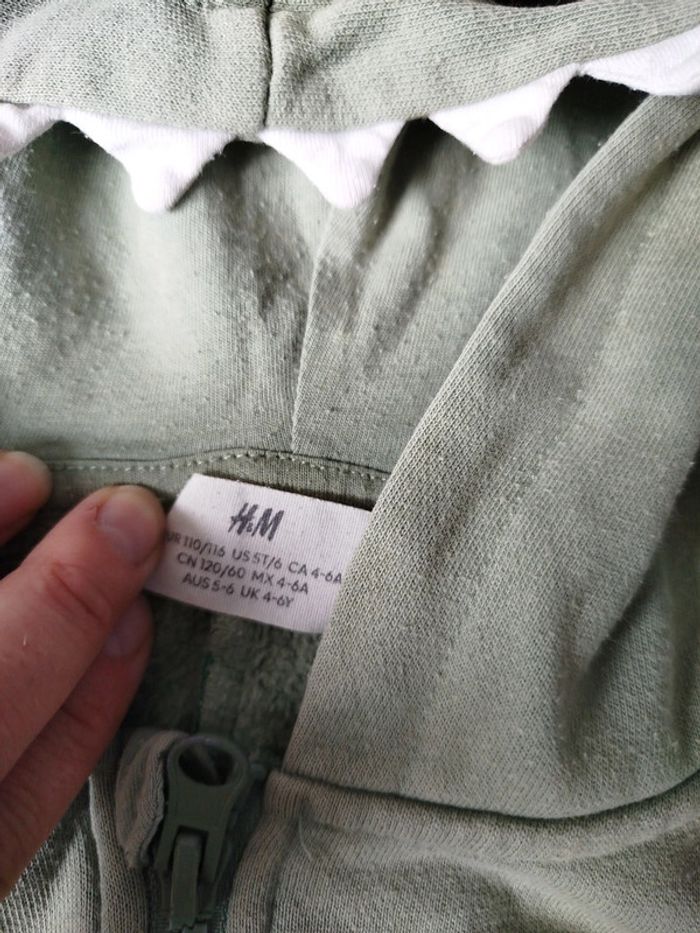 H&M
UR 110/116 US 5T/6 CA 4-6A
CN 120/60 MX 4-6A
AUS 5-6 UK 4-6Y